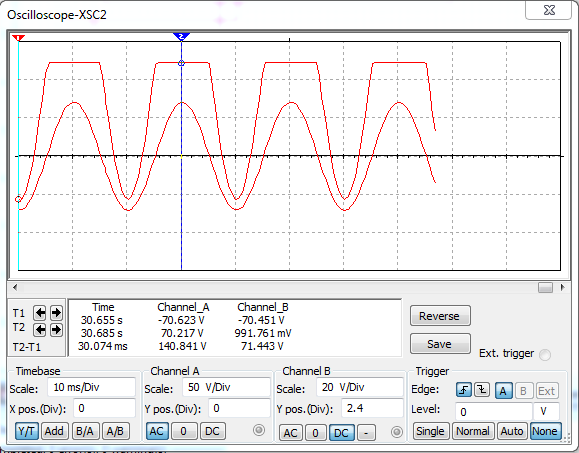 Oscilloscope-XSC2
1 2
T1
T2
T2-T1
Time Channel_A Channel_B
30.655 s -70.623 V -70.451 V
30.685 s 70.217 V 991.761 mV
30.074 ms 140.841 V 71.443 V
Reverse
Save
Ext. trigger
Timebase
Scale: 10 ms/Div
X pos.(Div): 0
Y/T Add B/A A/B
Channel A
Scale: 50 V/Div
Y pos.(Div): 0
AC 0 DC
Channel B
Scale: 20 V/Div
Y pos.(Div): 2.4
AC 0 DC -
Trigger
Edge: A B Ext
Level: 0 V
Single Normal Auto None